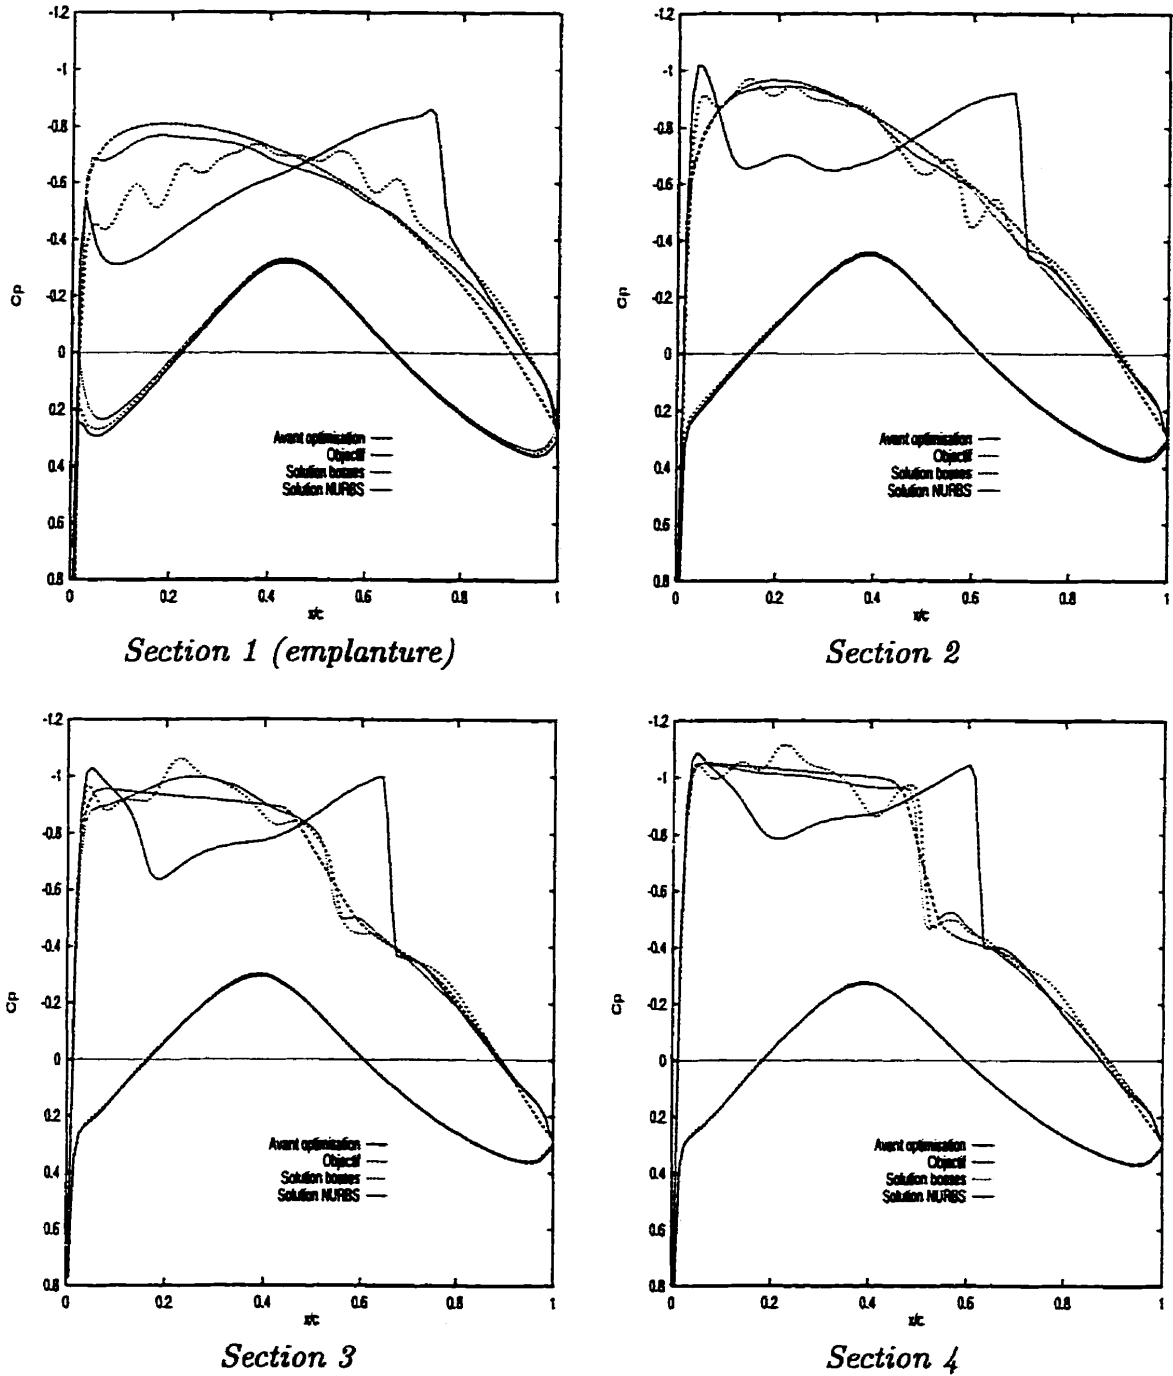 -1.2
-1
-0.8
-0.6
-0.4
-0.2
0
0.2
0.4
0.6
0.8
Cp
Avant optimisation
Objectif
Solution bosses
Solution NURBS
0 0.2 0.4 0.6 0.8 1
x/c
Section 1 (emplanture)
-1.2
-1
-0.8
-0.6
-0.4
-0.2
0
0.2
0.4
0.6
0.8
Cp
Avant optimisation
Objectif
Solution bosses
Solution NURBS
0 0.2 0.4 0.6 0.8 1
x/c
Section 2
-1.2
-1
-0.8
-0.6
-0.4
-0.2
0
0.2
0.4
0.6
0.8
Cp
Avant optimisation
Objectif
Solution bosses
Solution NURBS
0 0.2 0.4 0.6 0.8 1
x/c
Section 3
-1.2
-1
-0.8
-0.6
-0.4
-0.2
0
0.2
0.4
0.6
0.8
Cp
Avant optimisation
Objectif
Solution bosses
Solution NURBS
0 0.2 0.4 0.6 0.8 1
x/c
Section 4